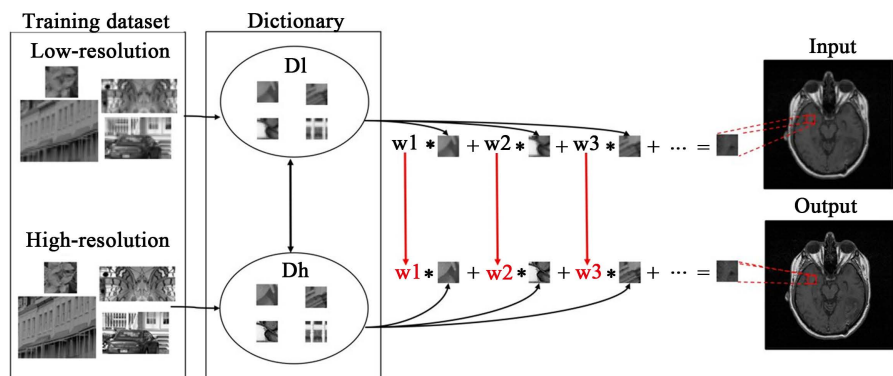 Training dataset
Dictionary
Low-resolution
Dl
Input
w1 * + w2 * + w3 * + ... =
High-resolution
Dh
Output
w1 * + w2 * + w3 * + ... =